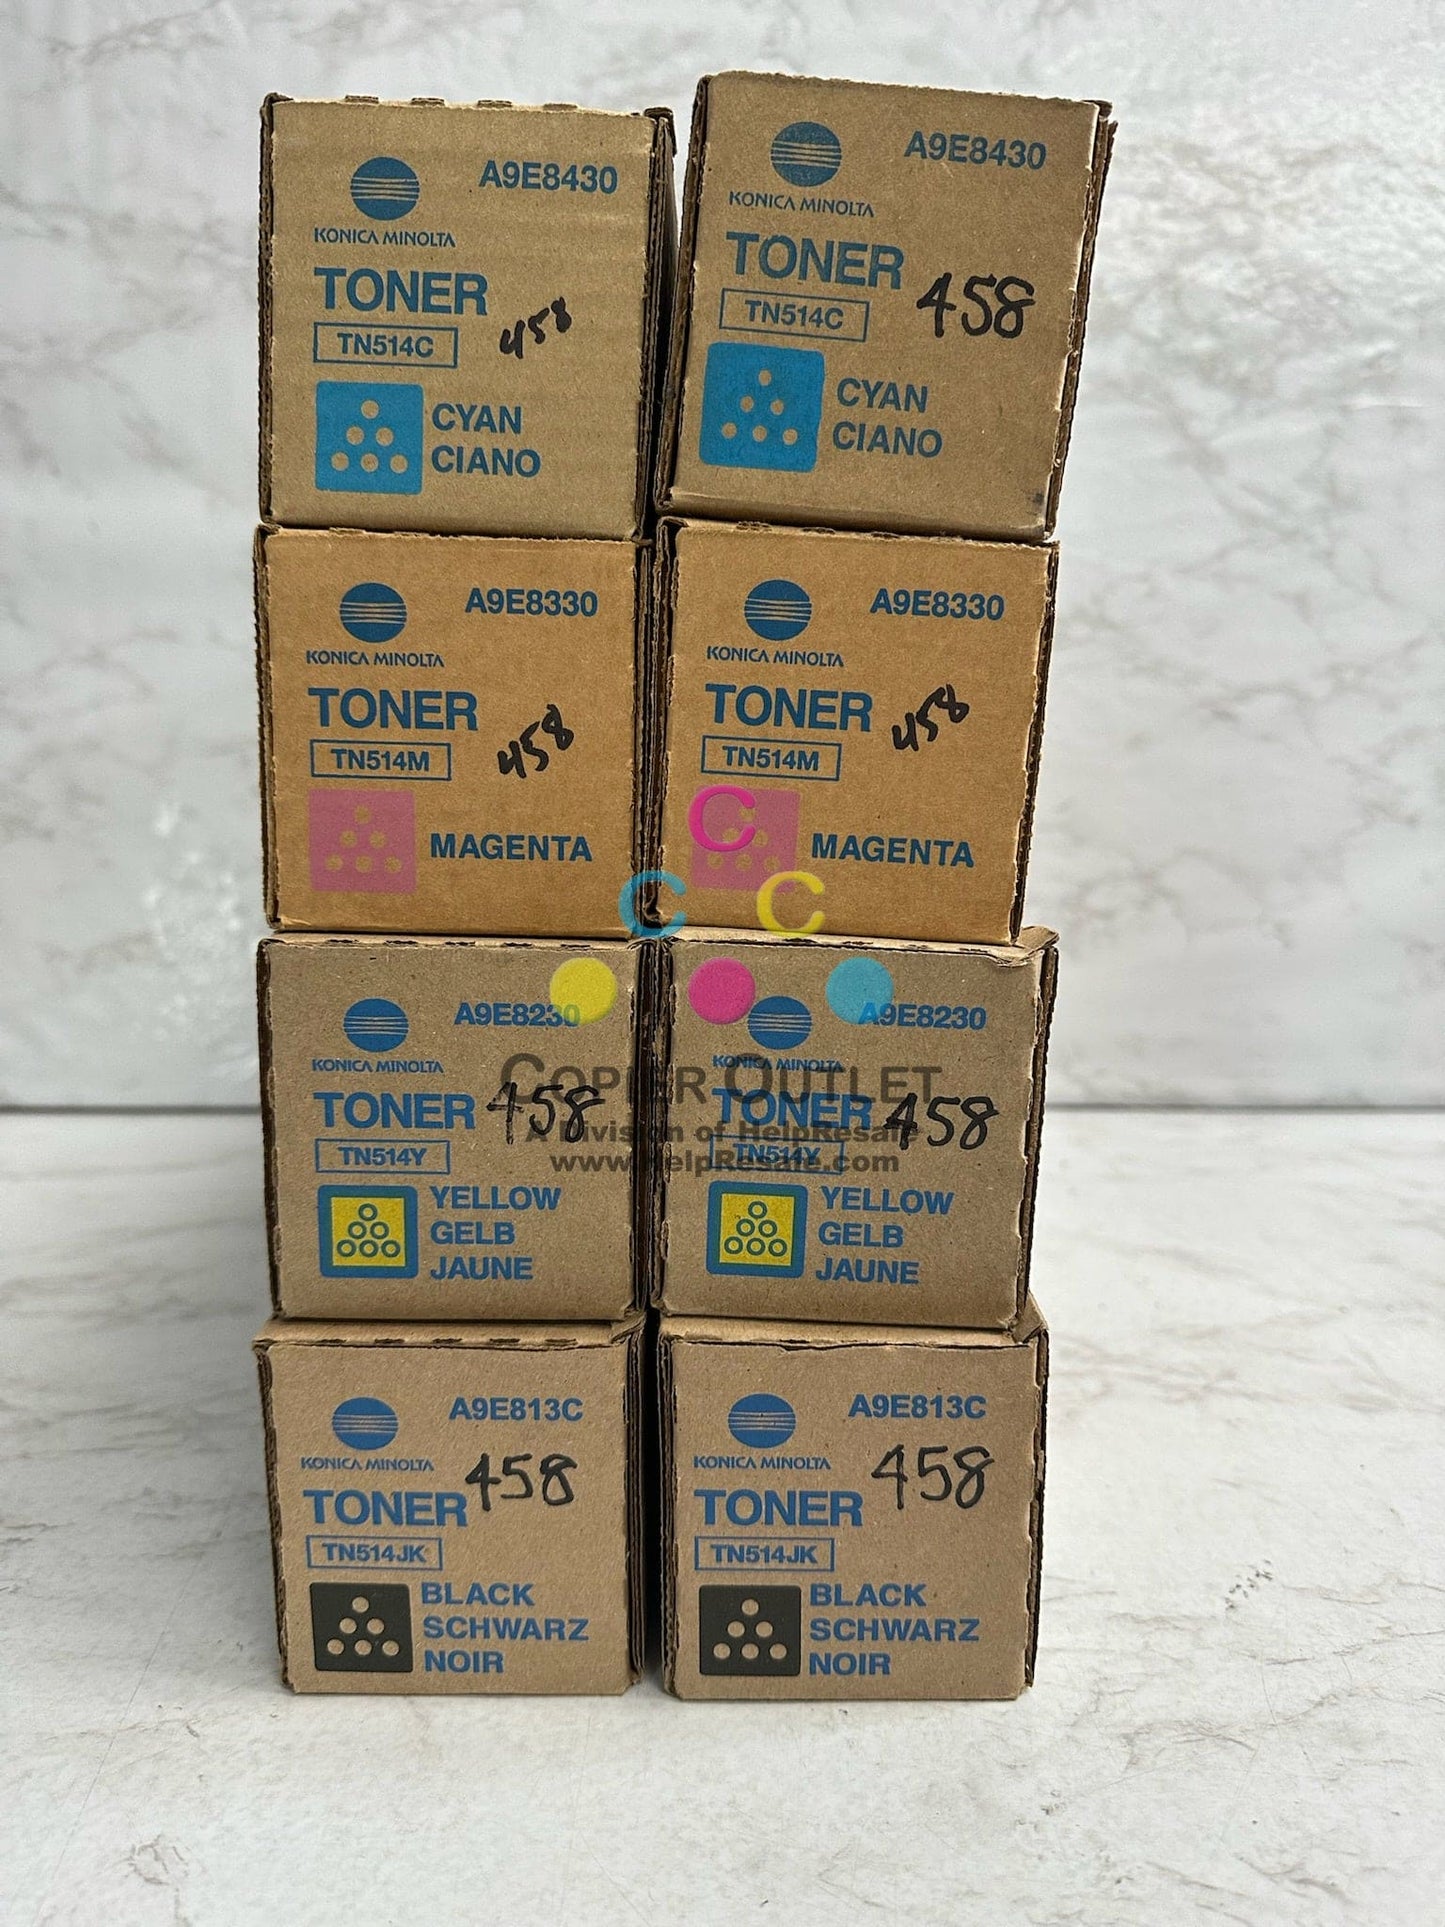 A9E8430
KONICA MINOLTA
TONER
TN514C
458
CYAN
CIANO
A9E8430
KONICA MINOLTA
TONER
458
TN514C
CYAN
CIANO
A9E8330
KONICA MINOLTA
TONER
458
TN514M
MAGENTA
A9E8330
KONICA MINOLTA
TONER
458
TN514M
MAGENTA
C
C C
A9E8230
KONICA MINOLTA
TONER 458
TN514Y
YELLOW
GELB
JAUNE
A9E8230
KONICA MINOLTA
TONER 458
TN514Y
YELLOW
GELB
JAUNE
COPIER OUTLET
A Division of HelpResale
www.HelpResale.com
A9E813C
KONICA MINOLTA
458
TONER
TN514JK
BLACK
SCHWARZ
NOIR
A9E813C
KONICA MINOLTA
458
TONER
TN514JK
BLACK
SCHWARZ
NOIR